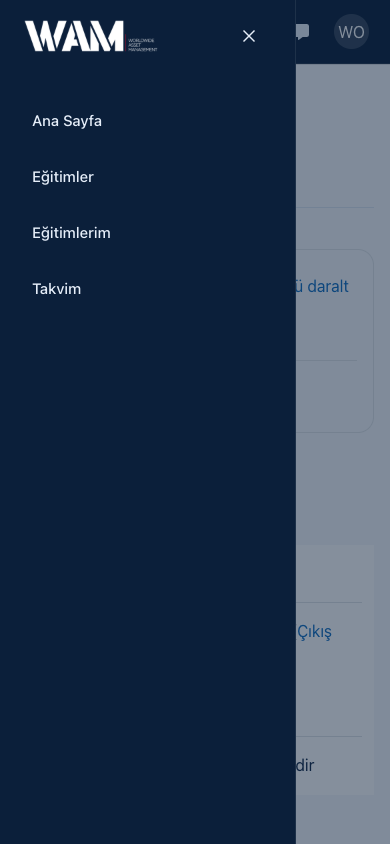 WAM
WORLDWIDE
ASSET
MANAGEMENT
WO
Ana Sayfa
Eğitimler
Eğitimlerim
Takvim
ü daralt
Çıkış
dir